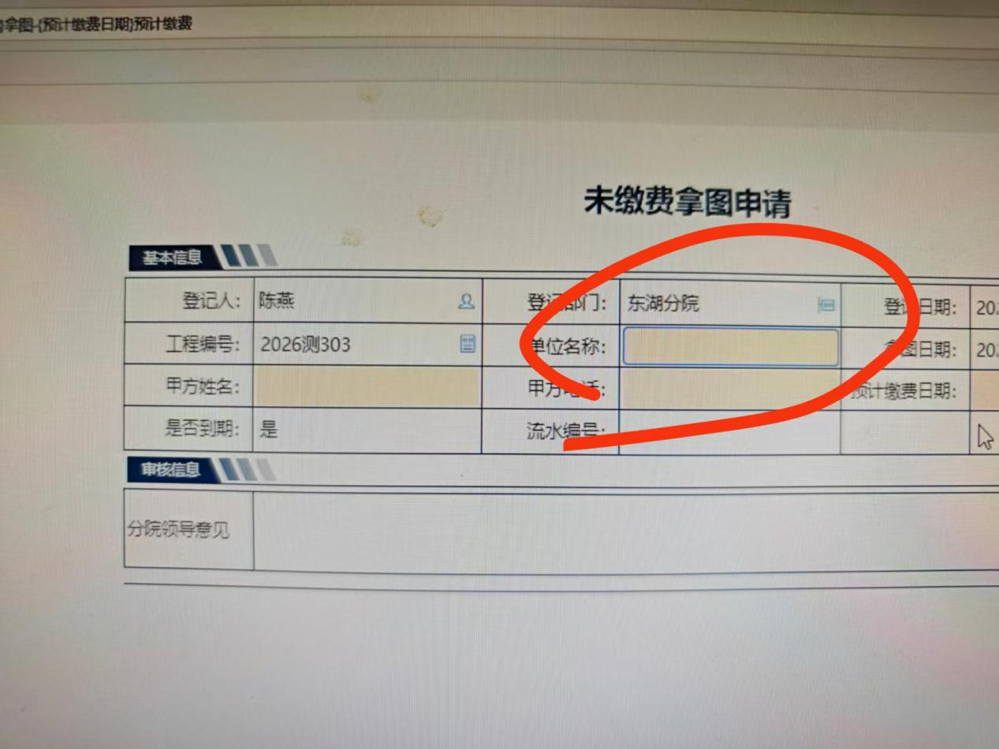 拿图-{预计缴费日期}预计缴费
未缴费拿图申请
基本信息
登记人: 陈燕 登记部门: 东湖分院 登记日期: 20
工程编号: 2026测303 单位名称: 拿图日期: 20
甲方姓名: 甲方电话: 预计缴费日期:
是否到期: 是 流水编号:
审核信息
分院领导意见